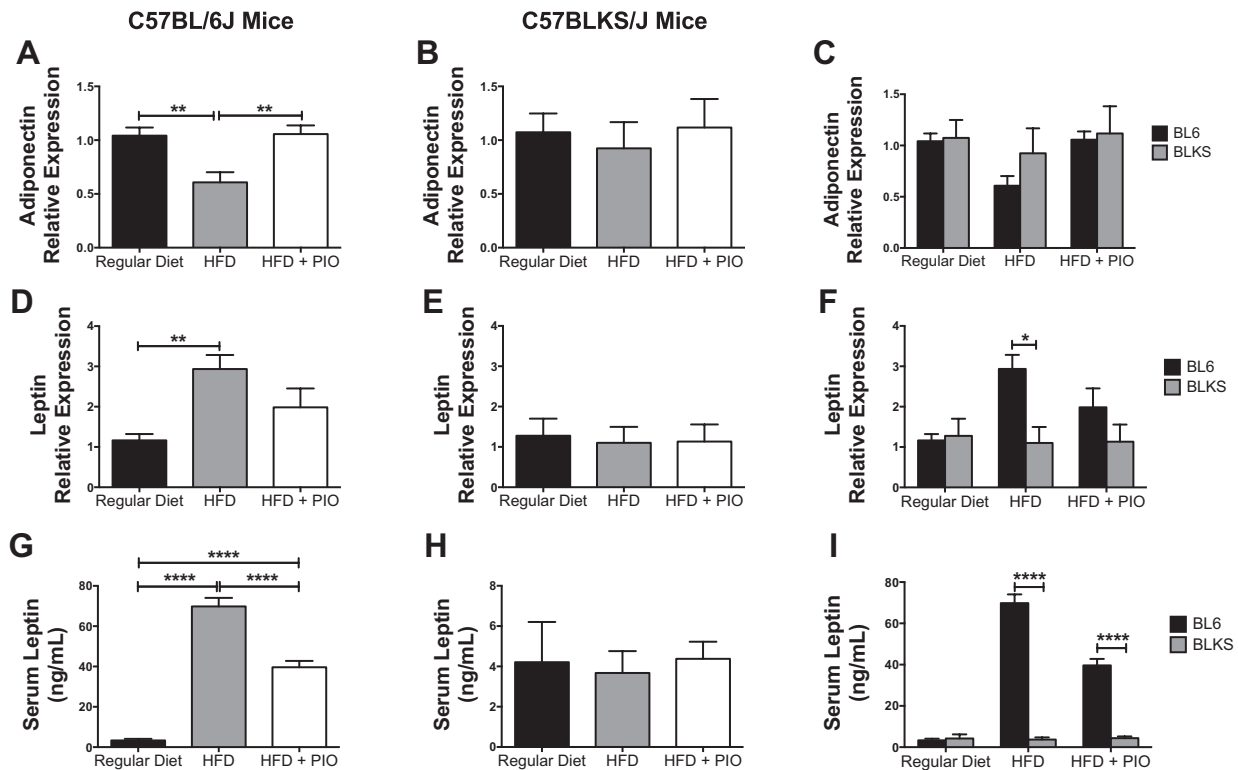 C57BL/6J Mice
C57BLKS/J Mice
A
Adiponectin
Relative Expression
1.5
1.0
0.5
0.0
**
**
Regular Diet
HFD
HFD + PIO
B
Adiponectin
Relative Expression
1.5
1.0
0.5
0.0
Regular Diet
HFD
HFD + PIO
C
Adiponectin
Relative Expression
1.5
1.0
0.5
0.0
Regular Diet
HFD
HFD + PIO
BL6
BLKS
D
Leptin
Relative Expression
4
3
2
1
0
**
Regular Diet
HFD
HFD + PIO
E
Leptin
Relative Expression
4
3
2
1
0
Regular Diet
HFD
HFD + PIO
F
Leptin
Relative Expression
4
3
2
1
0
*
Regular Diet
HFD
HFD + PIO
BL6
BLKS
G
Serum Leptin
(ng/mL)
80
60
40
20
0
****
****
****
Regular Diet
HFD
HFD + PIO
H
Serum Leptin
(ng/mL)
8
6
4
2
0
Regular Diet
HFD
HFD + PIO
I
Serum Leptin
(ng/mL)
80
60
40
20
0
****
****
Regular Diet
HFD
HFD + PIO
BL6
BLKS